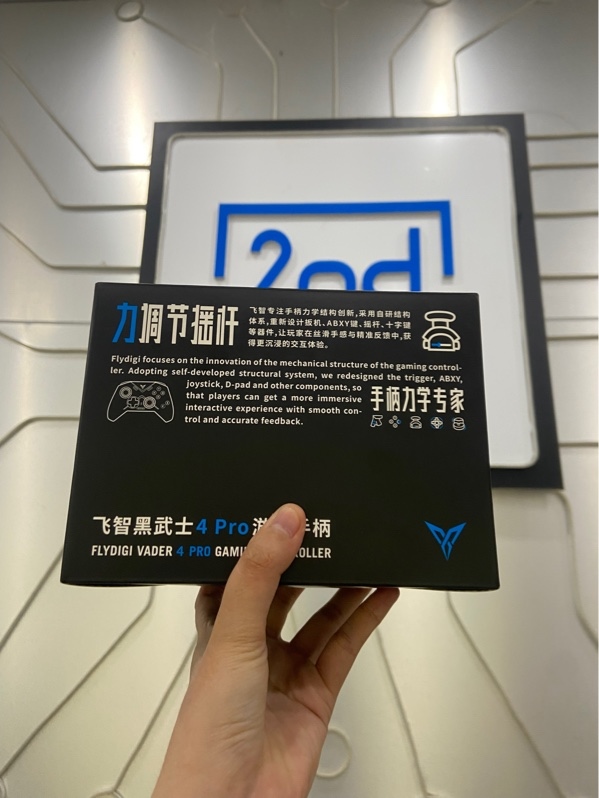 2nd
力调节摇杆
飞智专注手柄力学结构创新,采用自研结构
体系,重新设计扳机、ABXY键、摇杆、十字键
等器件,让玩家在丝滑手感与精准反馈中,获
得更沉浸的交互体验。
Flydigi focuses on the innovation of the mechanical structure of the gaming control-
ler. Adopting self-developed structural system, we redesigned the trigger, ABXY,
joystick, D-pad and other components, so
that players can get a more immersive
interactive experience with smooth con-
trol and accurate feedback.
手柄力学专家
飞智黑武士4 Pro 手柄
FLYDIGI VADER 4 PRO